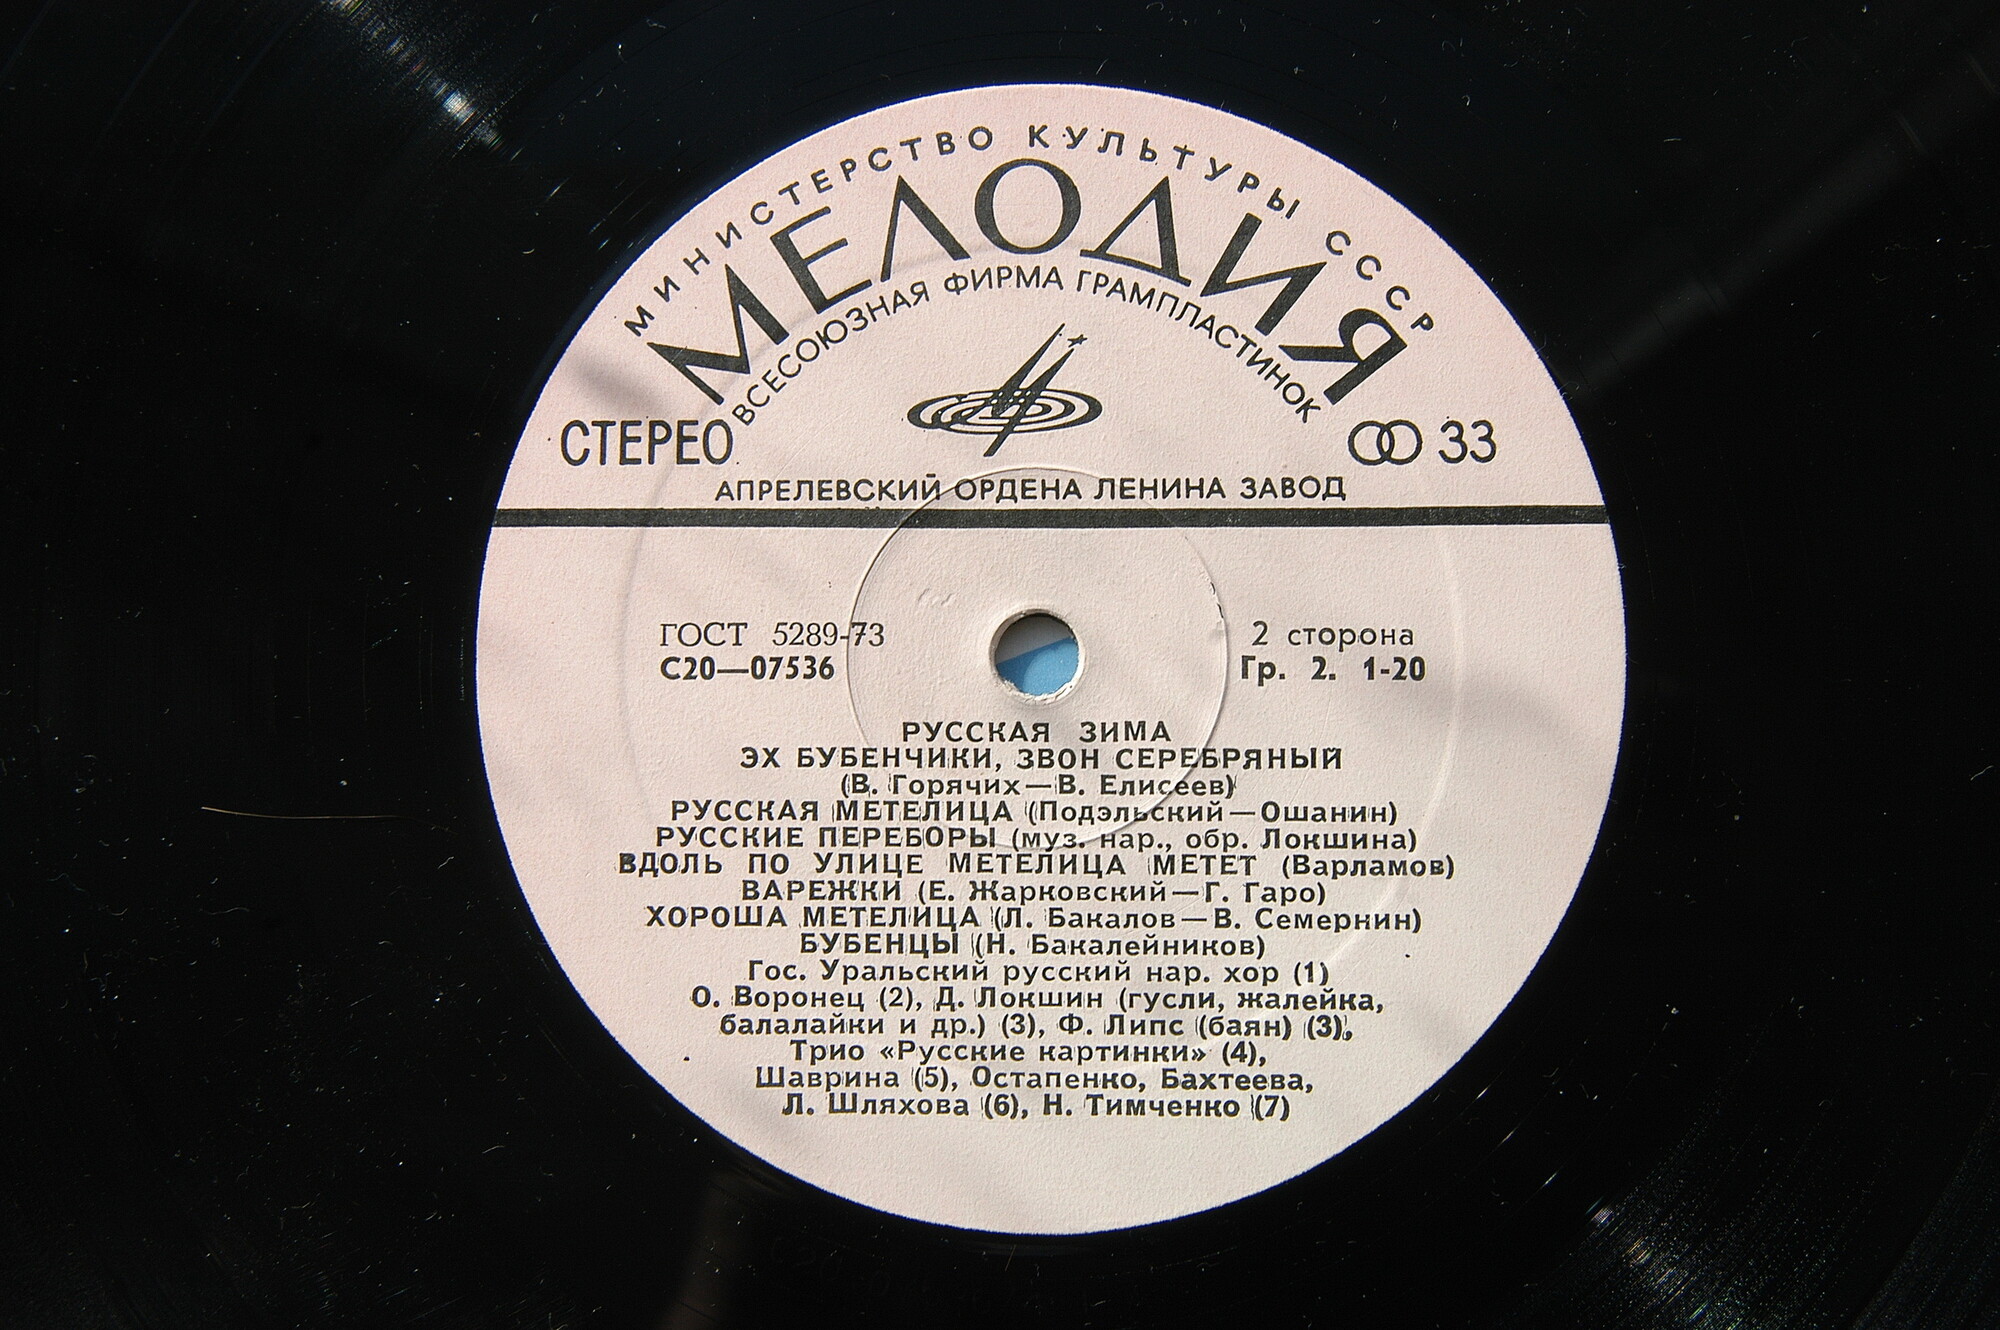 МИНИСТЕРСТВО КУЛЬТУРЫ СССР
МЕЛОДИЯ
ВСЕСОЮЗНАЯ ФИРМА ГРАМПЛАСТИНОК
СТЕРЕО
33
АПРЕЛЕВСКИЙ ОРДЕНА ЛЕНИНА ЗАВОД
ГОСТ 5289-73
2 сторона
С20—07536
Гр. 2. 1-20
РУССКАЯ ЗИМА
ЭХ БУБЕНЧИКИ, ЗВОН СЕРЕБРЯНЫЙ
(В. Горячих—В. Елисеев)
РУССКАЯ МЕТЕЛИЦА (Подэльский—Ошанин)
РУССКИЕ ПЕРЕБОРЫ (муз. нар., обр. Локшина)
ВДОЛЬ ПО УЛИЦЕ МЕТЕЛИЦА МЕТЕТ (Варламов)
ВАРЕЖКИ (Е. Жарковский—Г. Гаро)
ХОРОША МЕТЕЛИЦА (Л. Бакалов—В. Семернин)
БУБЕНЦЫ (Н. Бакалейников)
Гос. Уральский русский нар. хор (1)
О. Воронец (2), Д. Локшин (гусли, жалейка,
балалайки и др.) (3), Ф. Липс (баян) (3),
Трио «Русские картинки» (4),
Шаврина (5), Остапенко, Бахтеева,
Л. Шляхова (6), Н. Тимченко (7)